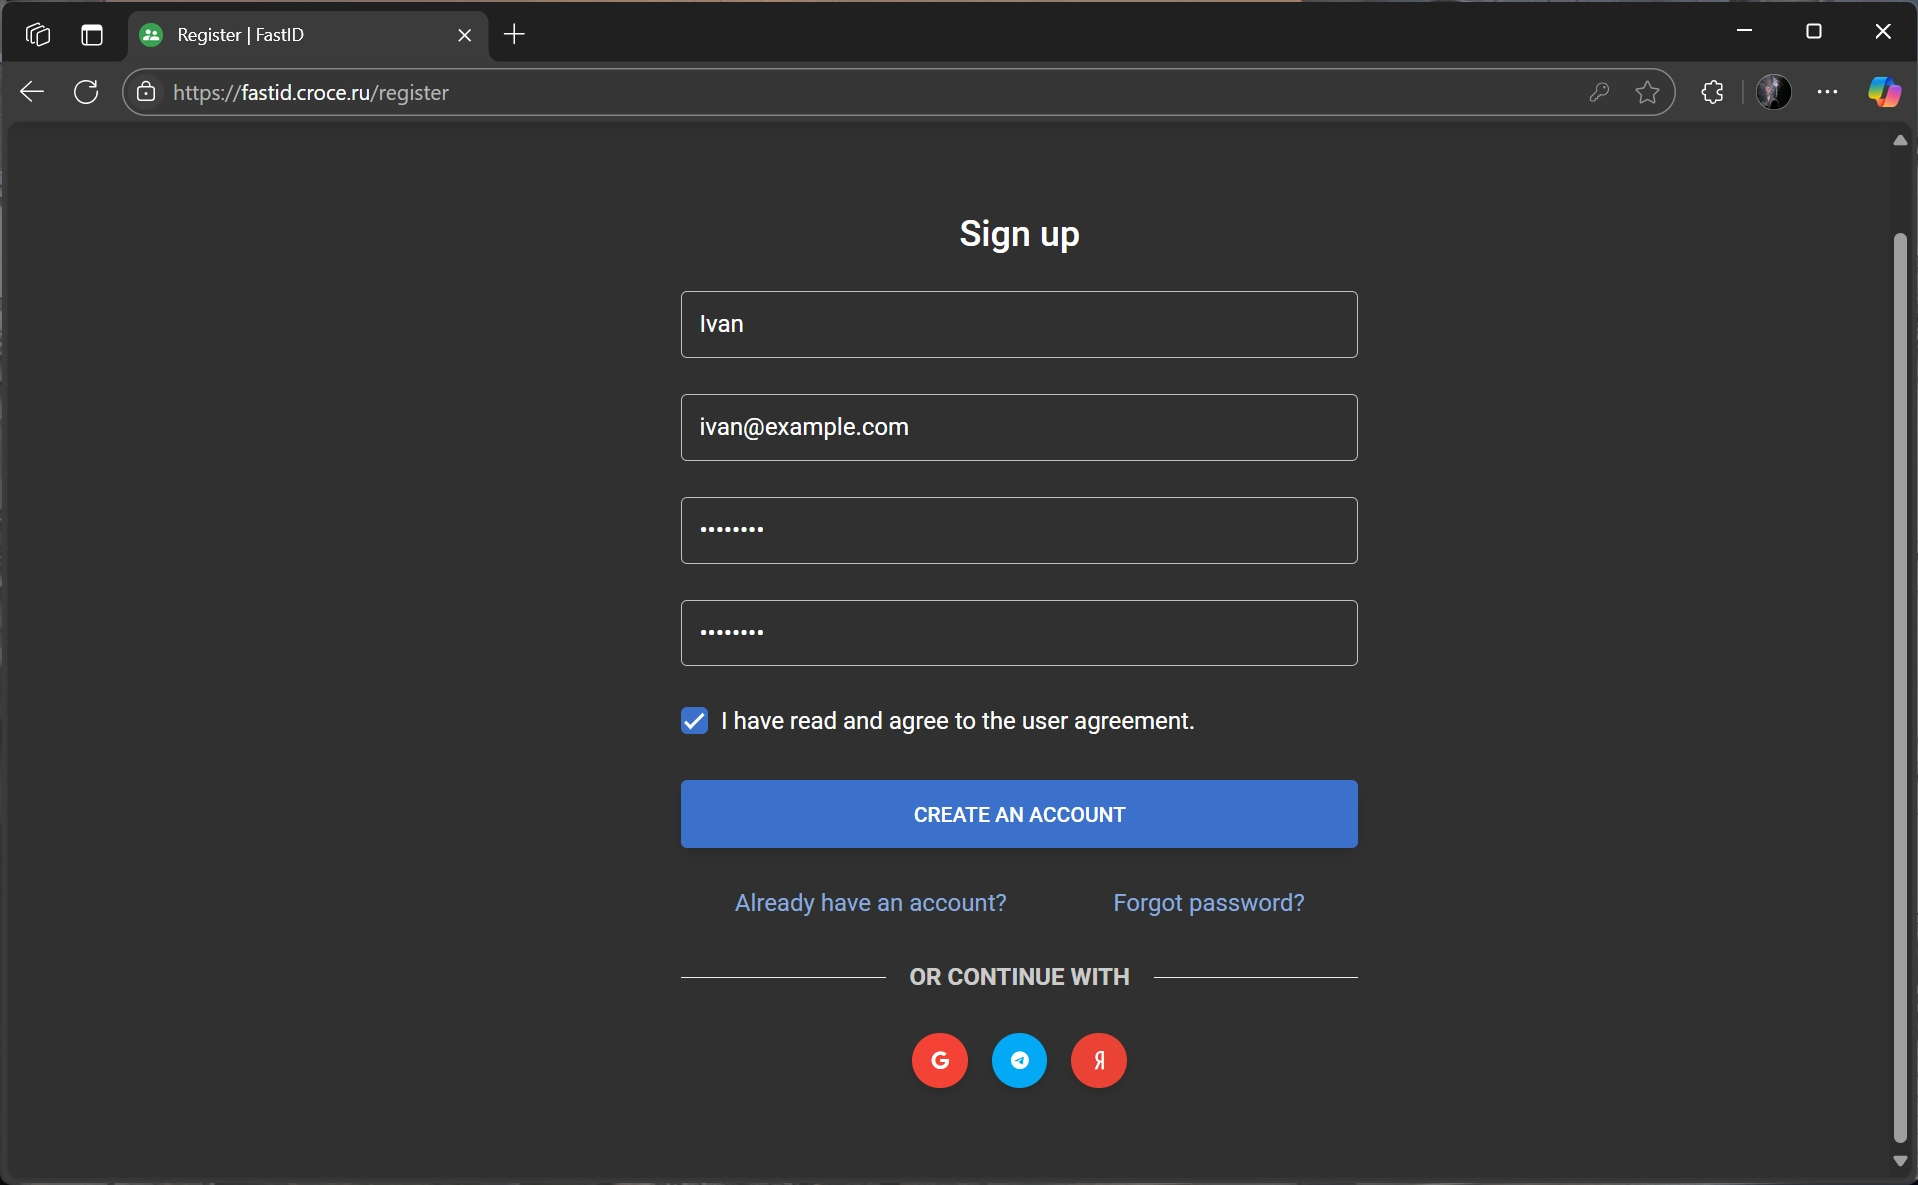 Register | FastID
https://fastid.croce.ru/register
Sign up
Ivan
ivan@example.com
••••••••
••••••••
I have read and agree to the user agreement.
CREATE AN ACCOUNT
Already have an account? Forgot password?
OR CONTINUE WITH
G Я